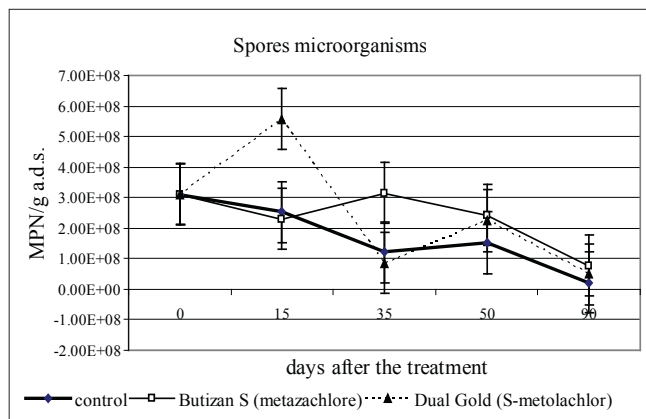 Spores microorganisms
7.00E+08
6.00E+08
5.00E+08
4.00E+08
3.00E+08
2.00E+08
1.00E+08
0.00E+00
-1.00E+08
-2.00E+08
MPN/g a.d.s.
0 15 35 50 90
days after the treatment
control Butizan S (metazachlore) Dual Gold (S-metolachlor)